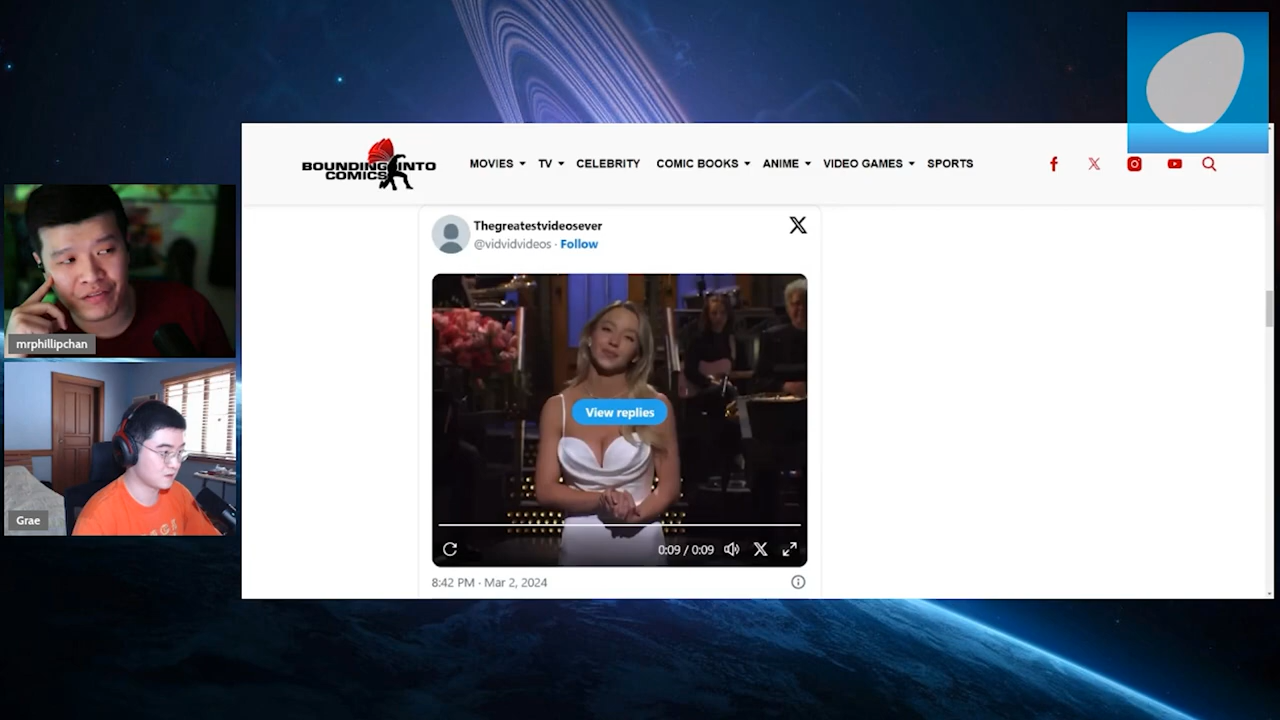 BOUNDING INTO
COMICS
MOVIES TV CELEBRITY COMIC BOOKS ANIME VIDEO GAMES SPORTS
Thegreatestvideosever
@vidvidvideos · Follow
View replies
0:09 / 0:09
8:42 PM · Mar 2, 2024
mrphillipchan
Grae